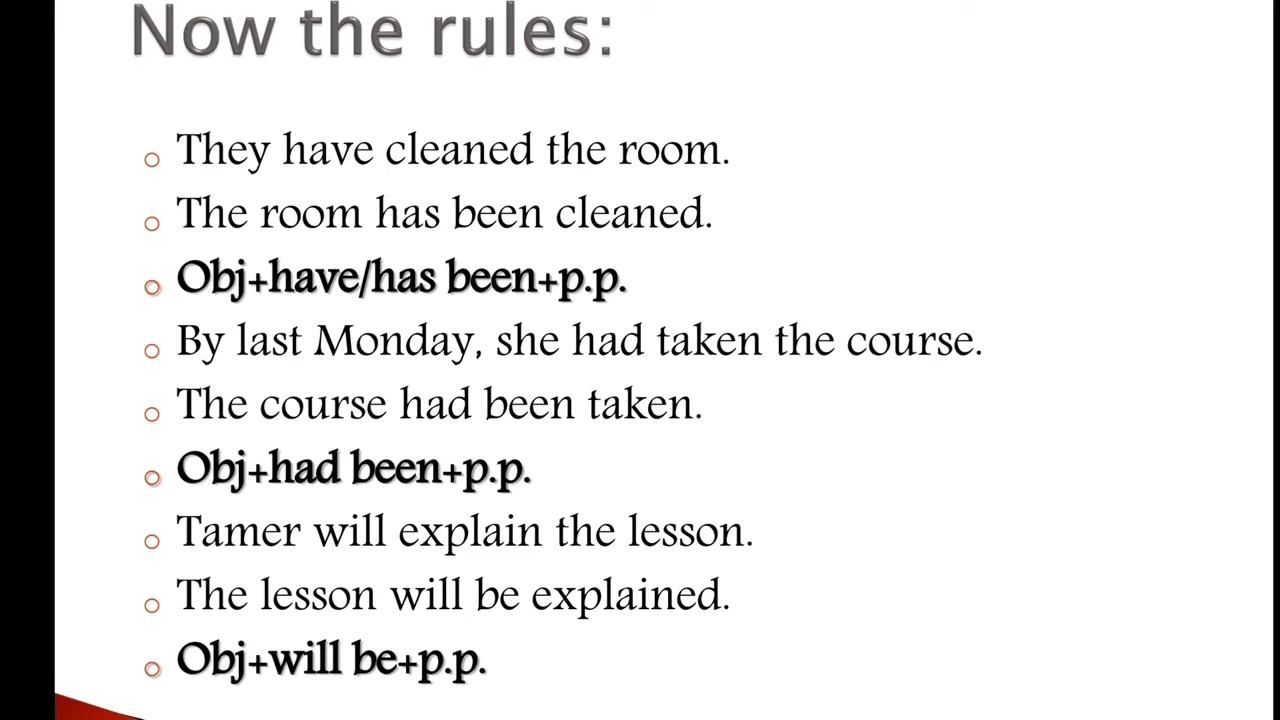 Now the rules:
They have cleaned the room.
The room has been cleaned.
Obj+have/has been+p.p.
By last Monday, she had taken the course.
The course had been taken.
Obj+had been+p.p.
Tamer will explain the lesson.
The lesson will be explained.
Obj+will be+p.p.